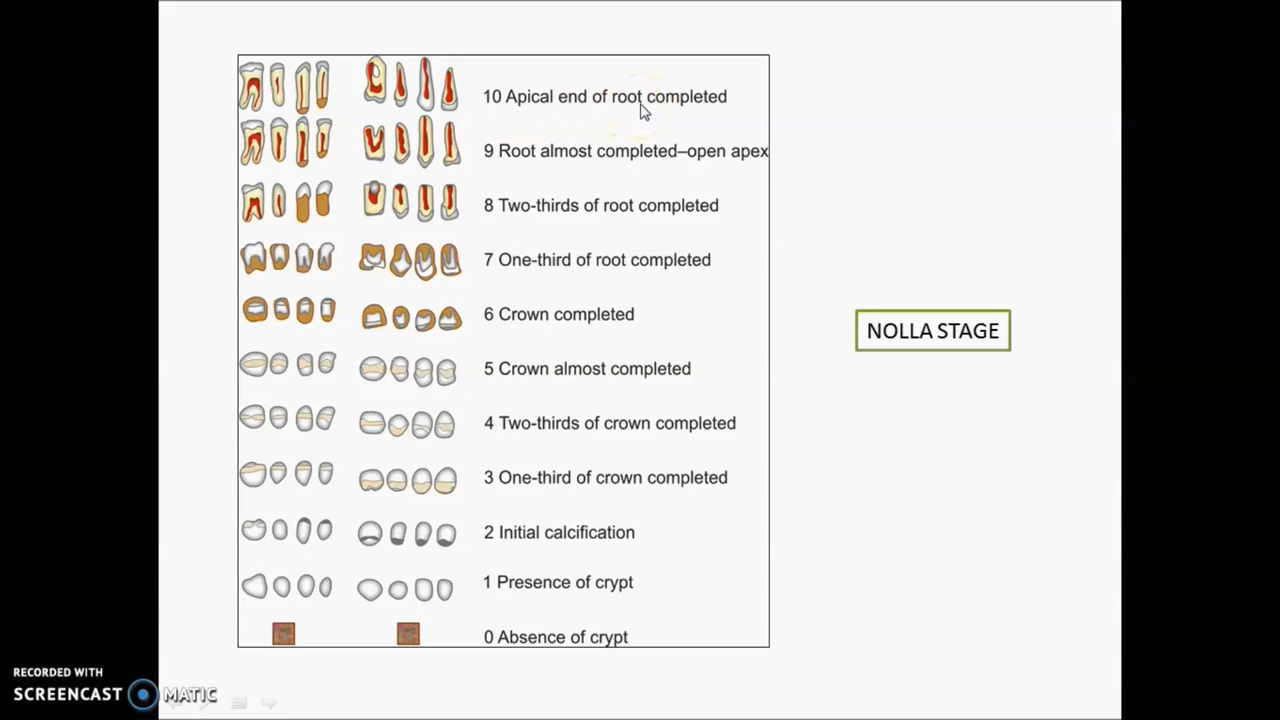 10 Apical end of root completed
9 Root almost completed–open apex
8 Two-thirds of root completed
7 One-third of root completed
6 Crown completed
NOLLA STAGE
5 Crown almost completed
4 Two-thirds of crown completed
3 One-third of crown completed
2 Initial calcification
1 Presence of crypt
0 Absence of crypt
RECORDED WITH
SCREENCAST MATIC